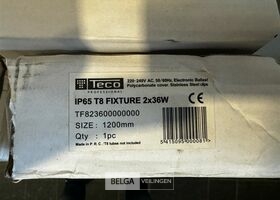 Teco
PROFESSIONAL
220-240V AC, 50/60Hz, Electronic Ballast
Polycarbonate cover, Stainless Steel clips
IP65 T8 FIXTURE 2x36W
TF823600000000
SIZE : 1200mm
Qty : 1pc
Made in P.R.C. /T8 tubes not included
CE
5415095000081
BELGA VEILINGEN